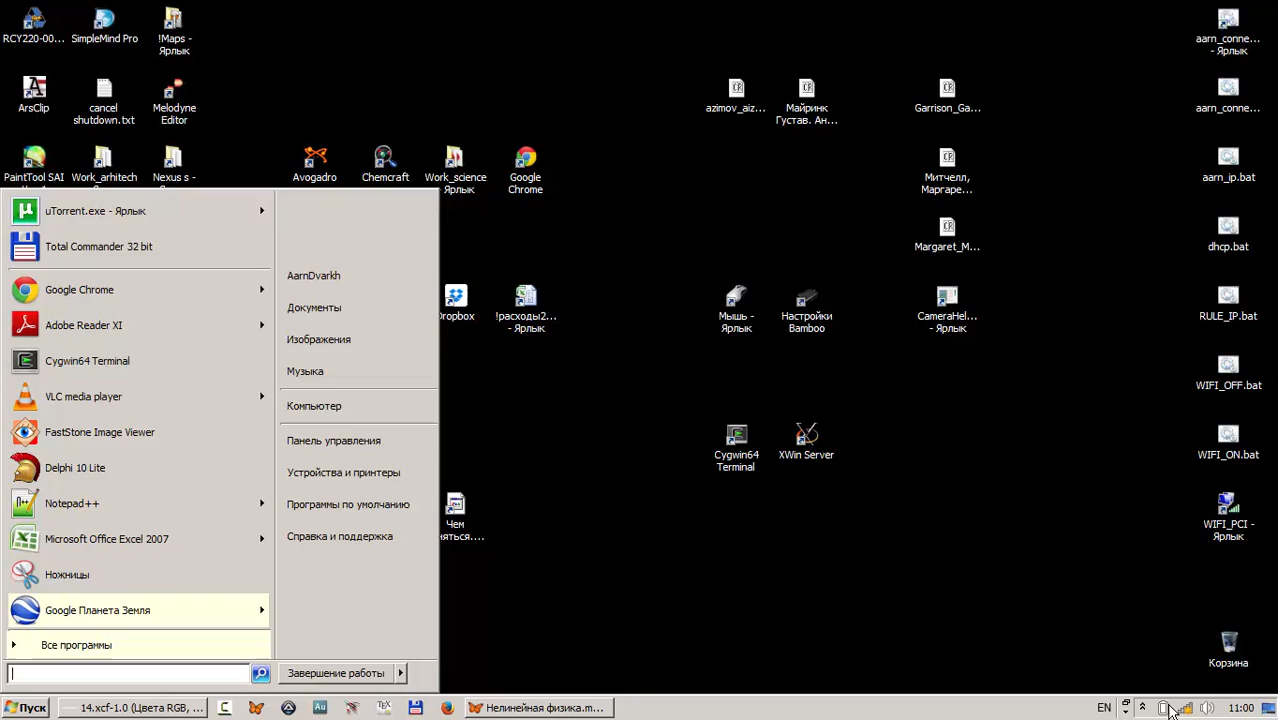 RCY220-00...
SimpleMind Pro
!Maps -
Ярлык
aarn_conne...
- Ярлык
ArsClip
cancel
shutdown.txt
Melodyne
Editor
azimov_aiz...
Майринк
Густав. Ан...
Garrison_Ga...
aarn_conne...
PaintTool SAI
Work_arhitech
Nexus s -
Avogadro
Chemcraft
Work_science
Ярлык
Google
Chrome
Митчелл,
Маргаре...
aarn_ip.bat
Margaret_M...
dhcp.bat
Dropbox
!расходы2...
- Ярлык
Мышь -
Ярлык
Настройки
Bamboo
CameraHel...
- Ярлык
RULE_IP.bat
WIFI_OFF.bat
Cygwin64
Terminal
XWin Server
WIFI_ON.bat
Чем
няться....
WIFI_PCI -
Ярлык
Корзина
uTorrent.exe - Ярлык
Total Commander 32 bit
Google Chrome
Adobe Reader XI
Cygwin64 Terminal
VLC media player
FastStone Image Viewer
Delphi 10 Lite
Notepad++
Microsoft Office Excel 2007
Ножницы
Google Планета Земля
Все программы
AarnDvarkh
Документы
Изображения
Музыка
Компьютер
Панель управления
Устройства и принтеры
Программы по умолчанию
Справка и поддержка
Завершение работы
Пуск
14.xcf-1.0 (Цвета RGB, ...
Нелинейная физика.m...
EN
11:00